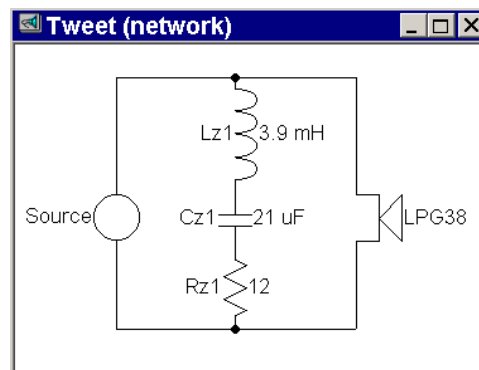 Tweet (network)
Lz1 3.9 mH
Source Cz1 21 uF LPG38
Rz1 12